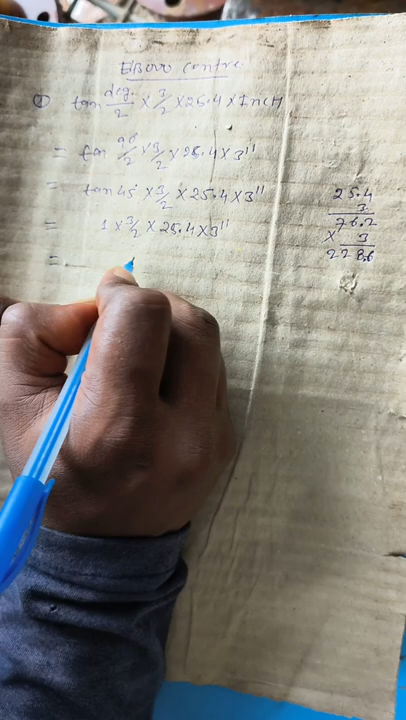 EBow centre
① tan deg./2 × 3/2 × 25.4 × InCH
= tan 90/2 × 3/2 × 25.4 × 3"
= tan 45° × 3/2 × 25.4 × 3"
= 1 × 3/2 × 25.4 × 3"
=
25.4
3
76.2
× 3
228.6